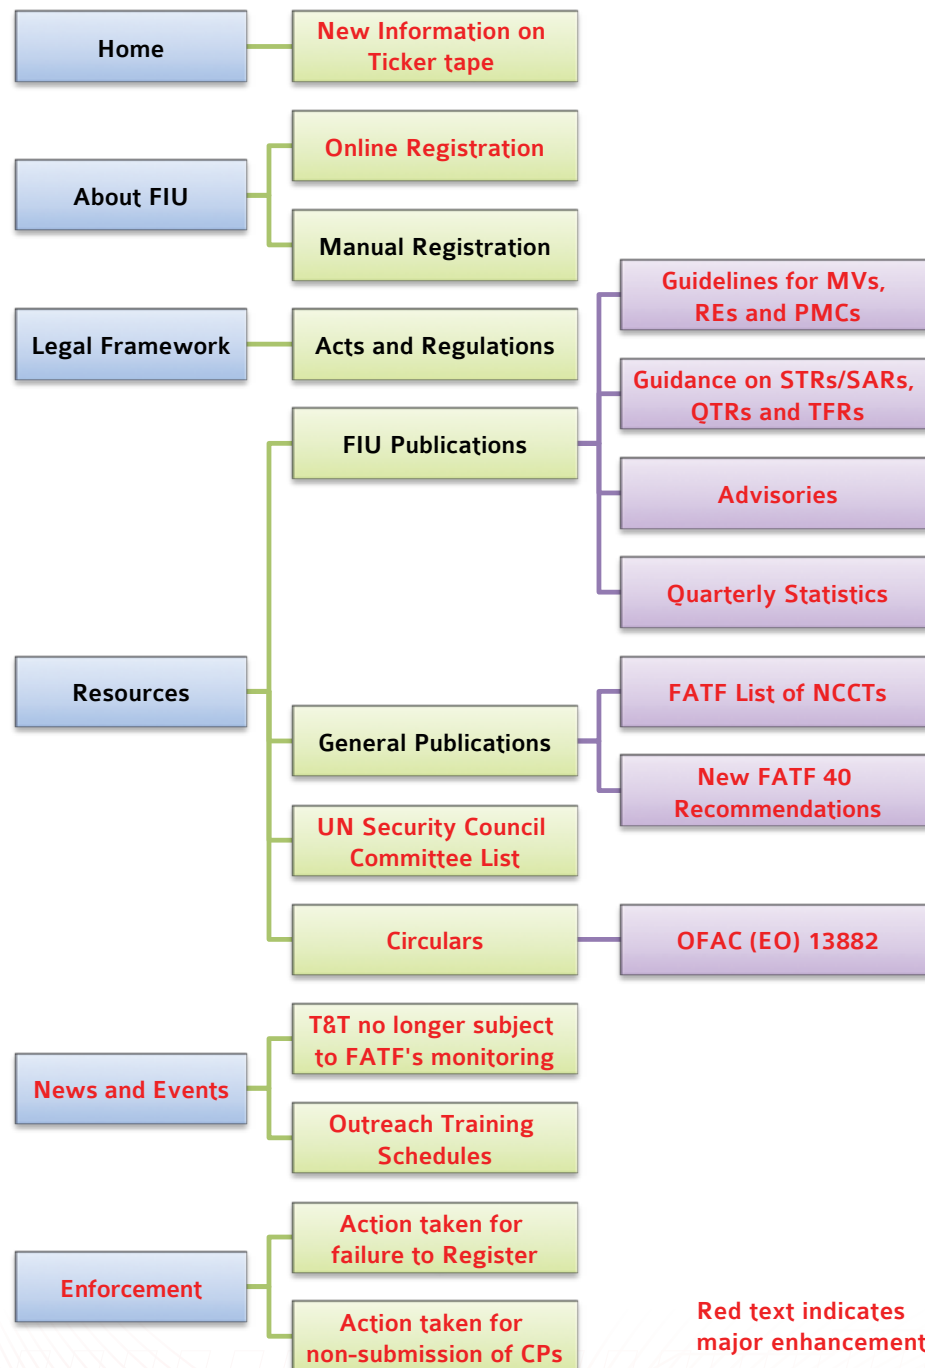 Home
New Information on
Ticker tape
About FIU
Online Registration
Manual Registration
Legal Framework
Acts and Regulations
Resources
FIU Publications
Guidelines for MVs,
REs and PMCs
Guidance on STRs/SARs,
QTRs and TFRs
Advisories
Quarterly Statistics
General Publications
FATF List of NCCTs
New FATF 40
Recommendations
UN Security Council
Committee List
Circulars
OFAC (EO) 13882
News and Events
T&T no longer subject
to FATF's monitoring
Outreach Training
Schedules
Enforcement
Action taken for
failure to Register
Action taken for
non-submission of CPs
Red text indicates
major enhancement